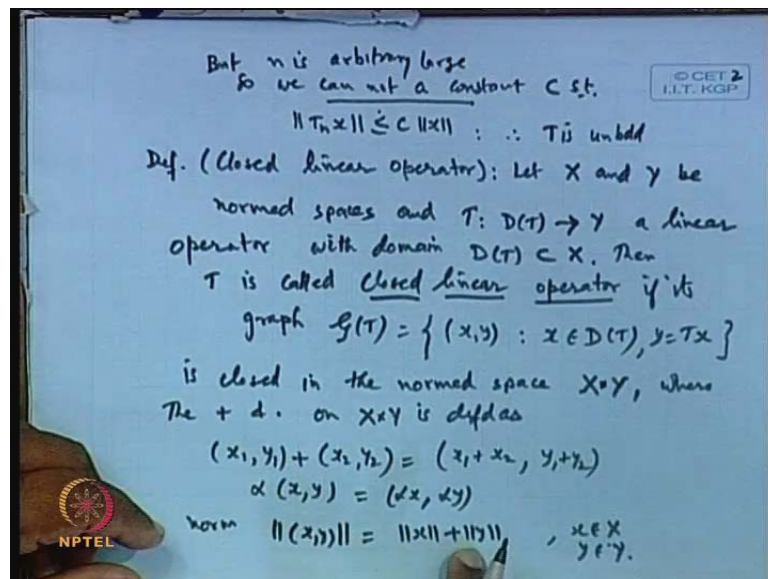 But n is arbitrary large
So we can not a constant C s.t.
© CET 2
I.I.T. KGP
||Tₙx|| ≤ C ||x|| : ∴ T is unbdd
Def. (Closed linear operator): Let X and Y be
normed spaces and T: D(T) → Y a linear
operator with domain D(T) ⊂ X. Then
T is called closed linear operator if its
graph G(T) = { (x,y) : x ∈ D(T), y = Tx }
is closed in the normed space X×Y, where
The + & · on X×Y is defd as
(x₁, y₁) + (x₂, y₂) = (x₁ + x₂, y₁ + y₂)
α (x,y) = (αx, αy)
norm ||(x,y)|| = ||x|| + ||y||, x ∈ X
y ∈ Y.
NPTEL